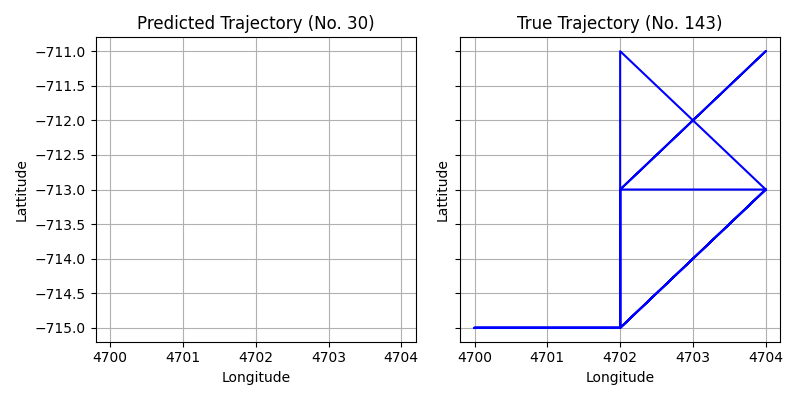 Predicted Trajectory (No. 30)
−711.0
−711.5
−712.0
−712.5
−713.0
−713.5
−714.0
−714.5
−715.0
Lattitude
4700 4701 4702 4703 4704
Longitude
True Trajectory (No. 143)
Lattitude
4700 4701 4702 4703 4704
Longitude